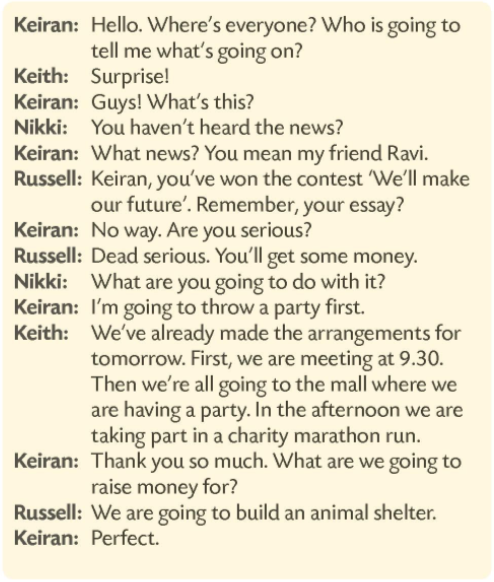 Keiran: Hello. Where's everyone? Who is going to
tell me what's going on?
Keith: Surprise!
Keiran: Guys! What's this?
Nikki: You haven't heard the news?
Keiran: What news? You mean my friend Ravi.
Russell: Keiran, you've won the contest 'We'll make
our future'. Remember, your essay?
Keiran: No way. Are you serious?
Russell: Dead serious. You'll get some money.
Nikki: What are you going to do with it?
Keiran: I'm going to throw a party first.
Keith: We've already made the arrangements for
tomorrow. First, we are meeting at 9.30.
Then we're all going to the mall where we
are having a party. In the afternoon we are
taking part in a charity marathon run.
Keiran: Thank you so much. What are we going to
raise money for?
Russell: We are going to build an animal shelter.
Keiran: Perfect.